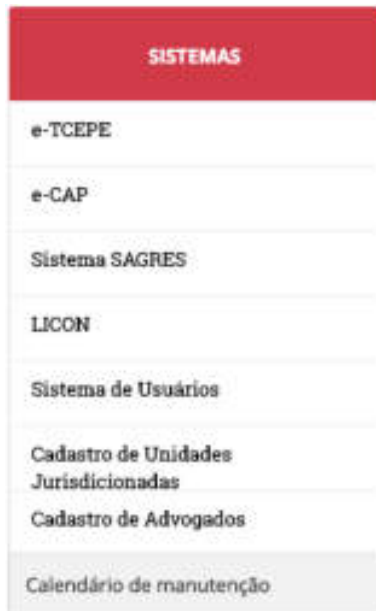 SISTEMAS
e-TCEPE
e-CAP
Sistema SAGRES
LICON
Sistema de Usuários
Cadastro de Unidades
Jurisdicionadas
Cadastro de Advogados
Calendário de manutenção